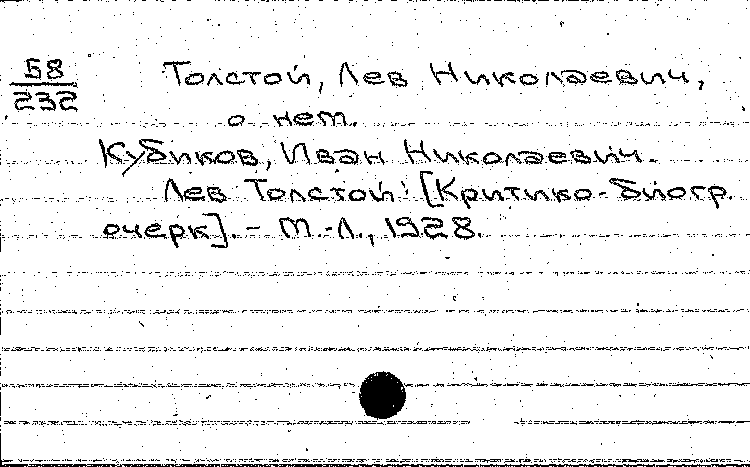 58
232
Толстой, Лев Николаевич,
о нем.
Кубиков, Иван Николаевич.
Лев Толстой: [Критико-биогр.
очерк]. – М.-Л., 1928.